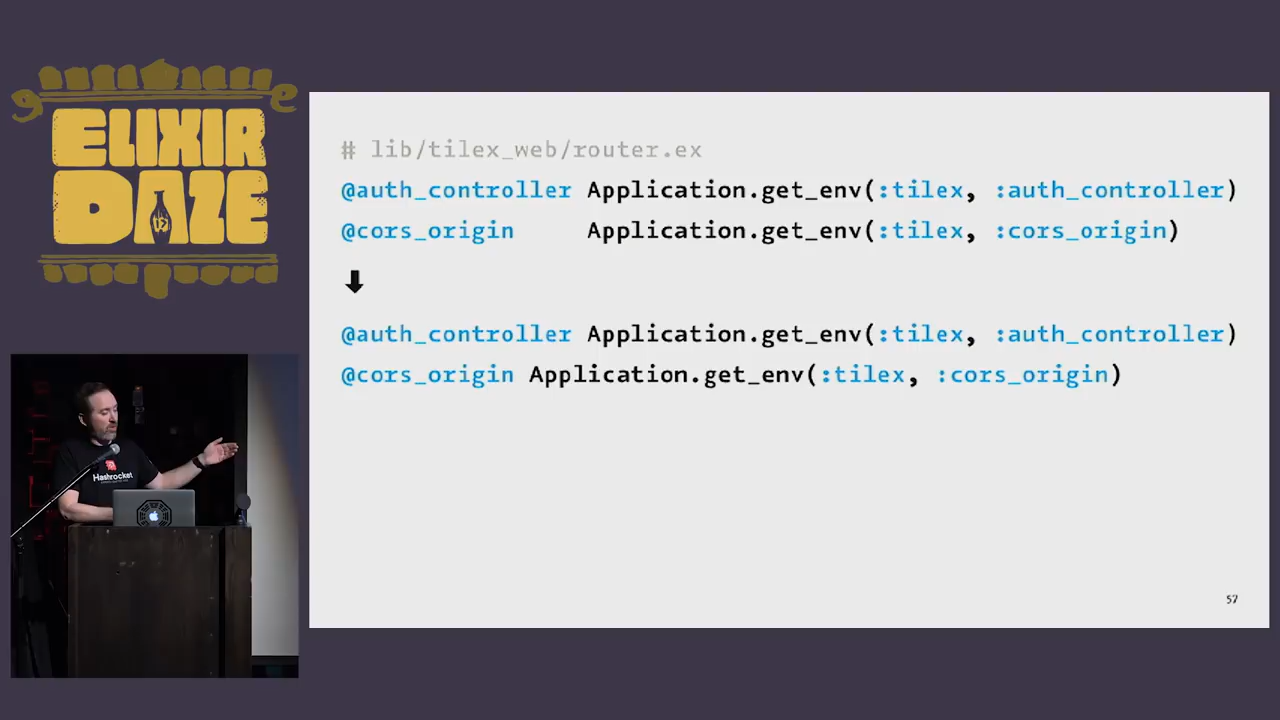 ELIXIR
DAZE
# lib/tilex_web/router.ex
@auth_controller Application.get_env(:tilex, :auth_controller)
@cors_origin     Application.get_env(:tilex, :cors_origin)
@auth_controller Application.get_env(:tilex, :auth_controller)
@cors_origin Application.get_env(:tilex, :cors_origin)
Hashrocket
57